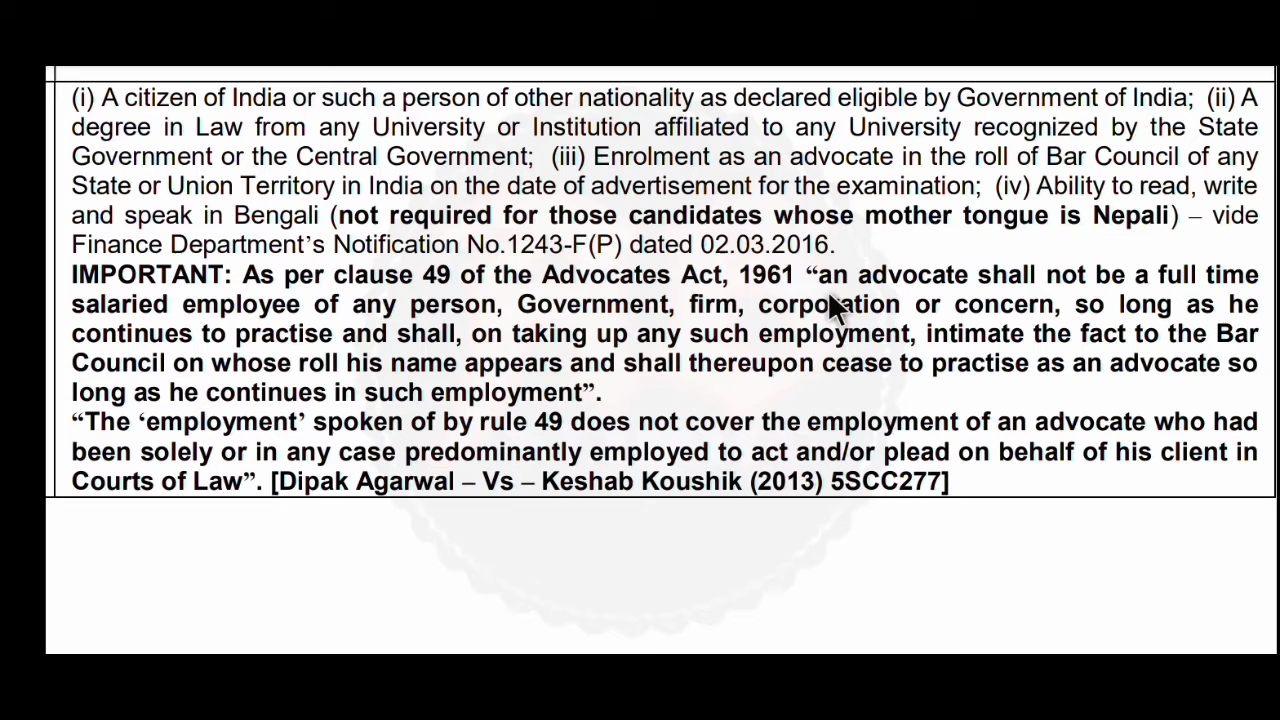 (i) A citizen of India or such a person of other nationality as declared eligible by Government of India; (ii) A
degree in Law from any University or Institution affiliated to any University recognized by the State
Government or the Central Government; (iii) Enrolment as an advocate in the roll of Bar Council of any
State or Union Territory in India on the date of advertisement for the examination; (iv) Ability to read, write
and speak in Bengali (not required for those candidates whose mother tongue is Nepali) – vide
Finance Department’s Notification No.1243-F(P) dated 02.03.2016.
IMPORTANT: As per clause 49 of the Advocates Act, 1961 “an advocate shall not be a full time
salaried employee of any person, Government, firm, corporation or concern, so long as he
continues to practise and shall, on taking up any such employment, intimate the fact to the Bar
Council on whose roll his name appears and shall thereupon cease to practise as an advocate so
long as he continues in such employment”.
“The ‘employment’ spoken of by rule 49 does not cover the employment of an advocate who had
been solely or in any case predominantly employed to act and/or plead on behalf of his client in
Courts of Law”. [Dipak Agarwal – Vs – Keshab Koushik (2013) 5SCC277]